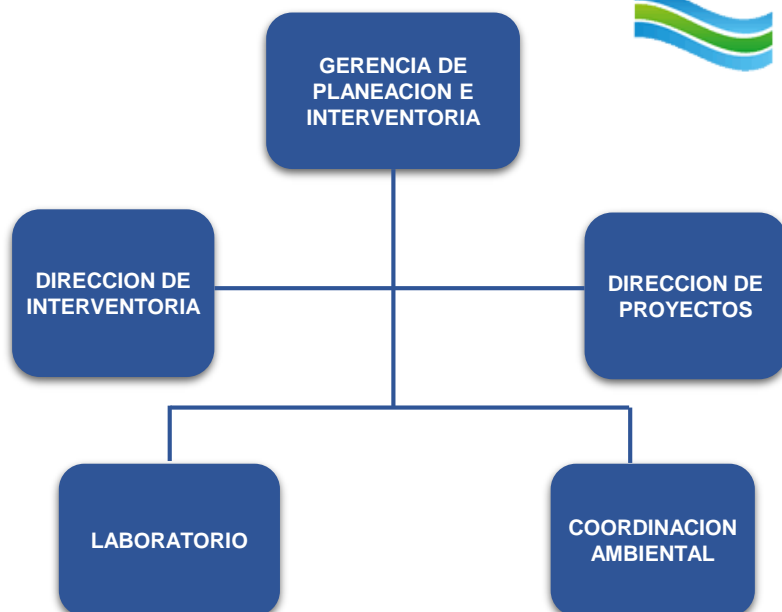 GERENCIA DE
PLANEACION E
INTERVENTORIA
DIRECCION DE
INTERVENTORIA
DIRECCION DE
PROYECTOS
LABORATORIO
COORDINACION
AMBIENTAL